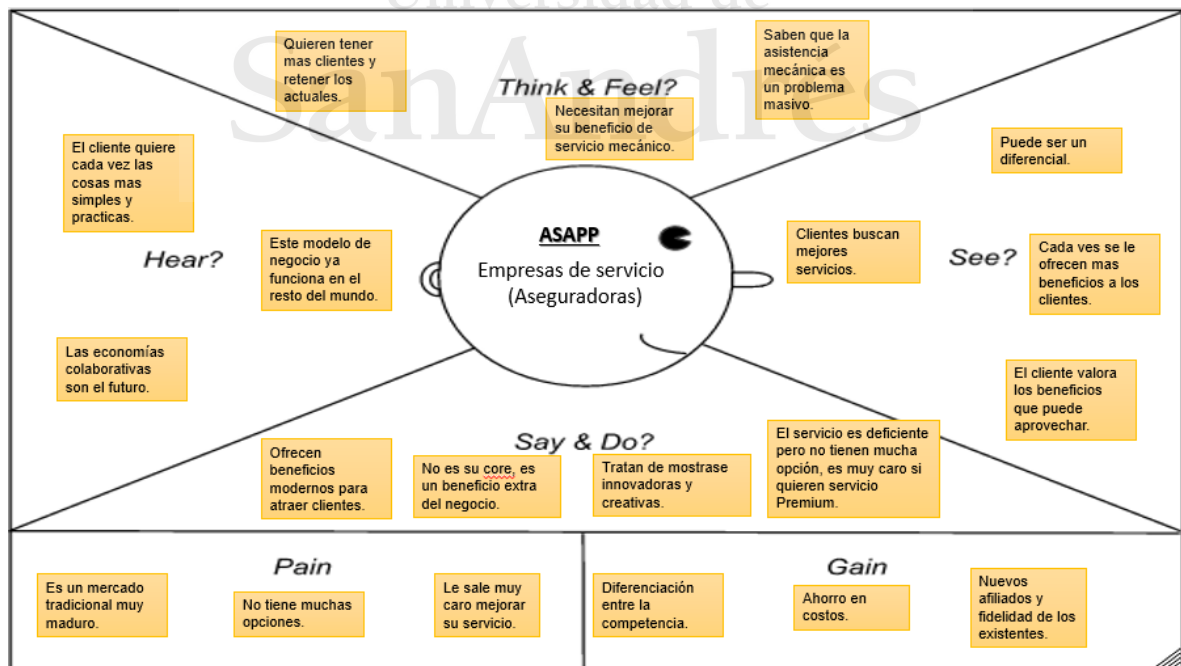 Universidad de
SanAndrés
Quieren tener
mas clientes y
retener los
actuales.
Think & Feel?
Necesitan mejorar
su beneficio de
servicio mecánico.
Saben que la
asistencia
mecánica es
un problema
masivo.
El cliente quiere
cada vez las
cosas mas
simples y
practicas.
Hear?
Este modelo de
negocio ya
funciona en el
resto del mundo.
Las economías
colaborativas
son el futuro.
ASAPP
Empresas de servicio
(Aseguradoras)
Puede ser un
diferencial.
Clientes buscan
mejores
servicios.
See?
Cada ves se le
ofrecen mas
beneficios a los
clientes.
El cliente valora
los beneficios
que puede
aprovechar.
Say & Do?
Ofrecen
beneficios
modernos para
atraer clientes.
No es su core, es
un beneficio extra
del negocio.
Tratan de mostrase
innovadoras y
creativas.
El servicio es deficiente
pero no tienen mucha
opción, es muy caro si
quieren servicio
Premium.
Pain
Es un mercado
tradicional muy
maduro.
No tiene muchas
opciones.
Le sale muy
caro mejorar
su servicio.
Gain
Diferenciación
entre la
competencia.
Ahorro en
costos.
Nuevos
afiliados y
fidelidad de los
existentes.